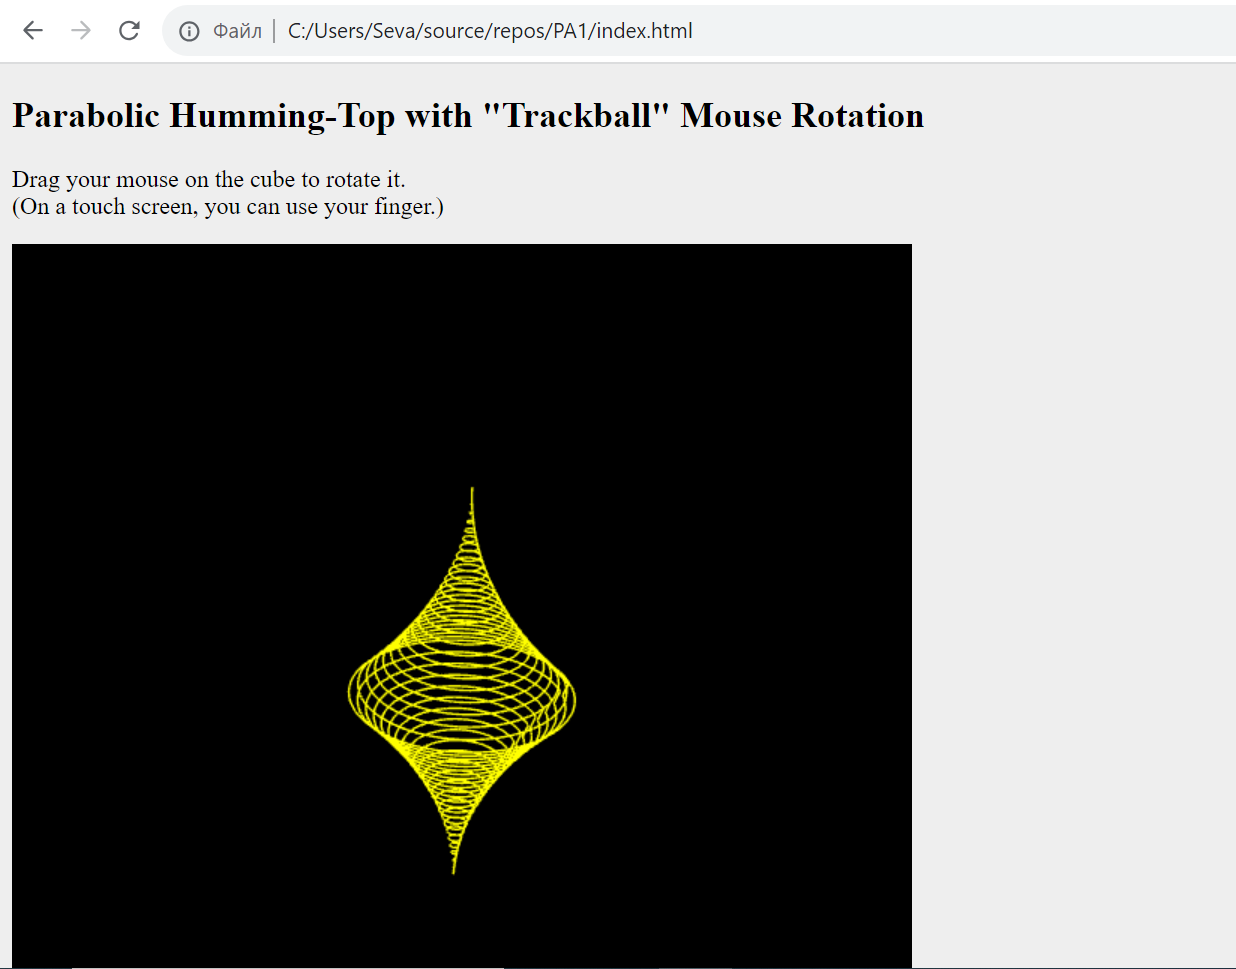 Файл | C:/Users/Seva/source/repos/PA1/index.html
Parabolic Humming-Top with "Trackball" Mouse Rotation
Drag your mouse on the cube to rotate it.
(On a touch screen, you can use your finger.)